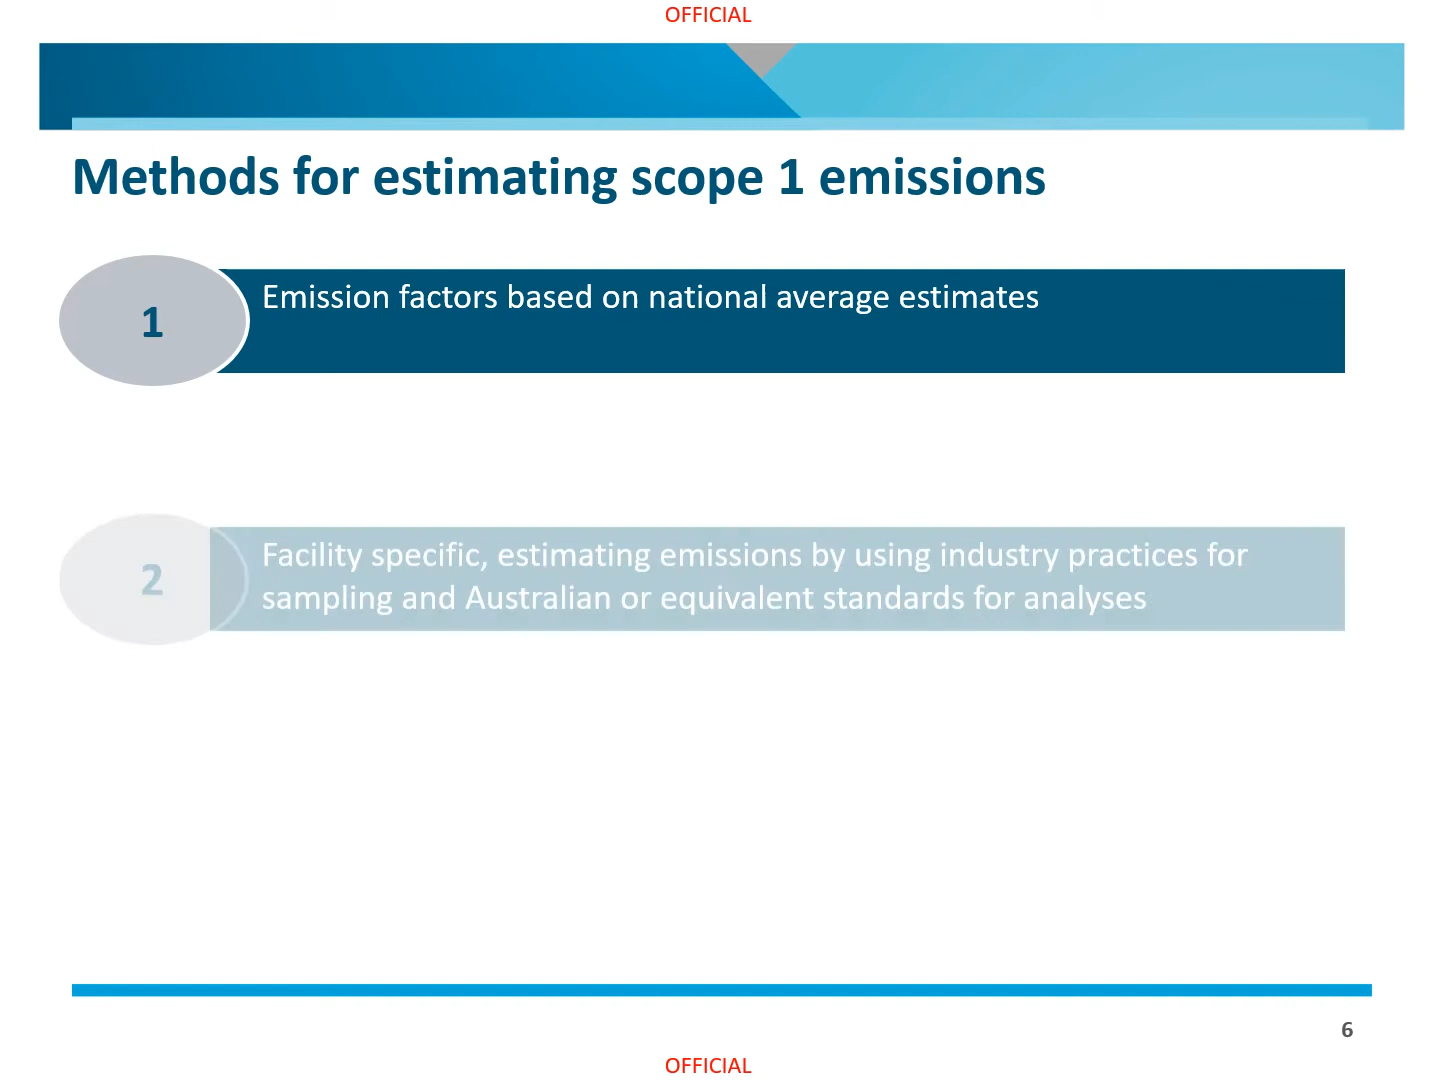 OFFICIAL
Methods for estimating scope 1 emissions
1
Emission factors based on national average estimates
2
Facility specific, estimating emissions by using industry practices for
sampling and Australian or equivalent standards for analyses
6
OFFICIAL